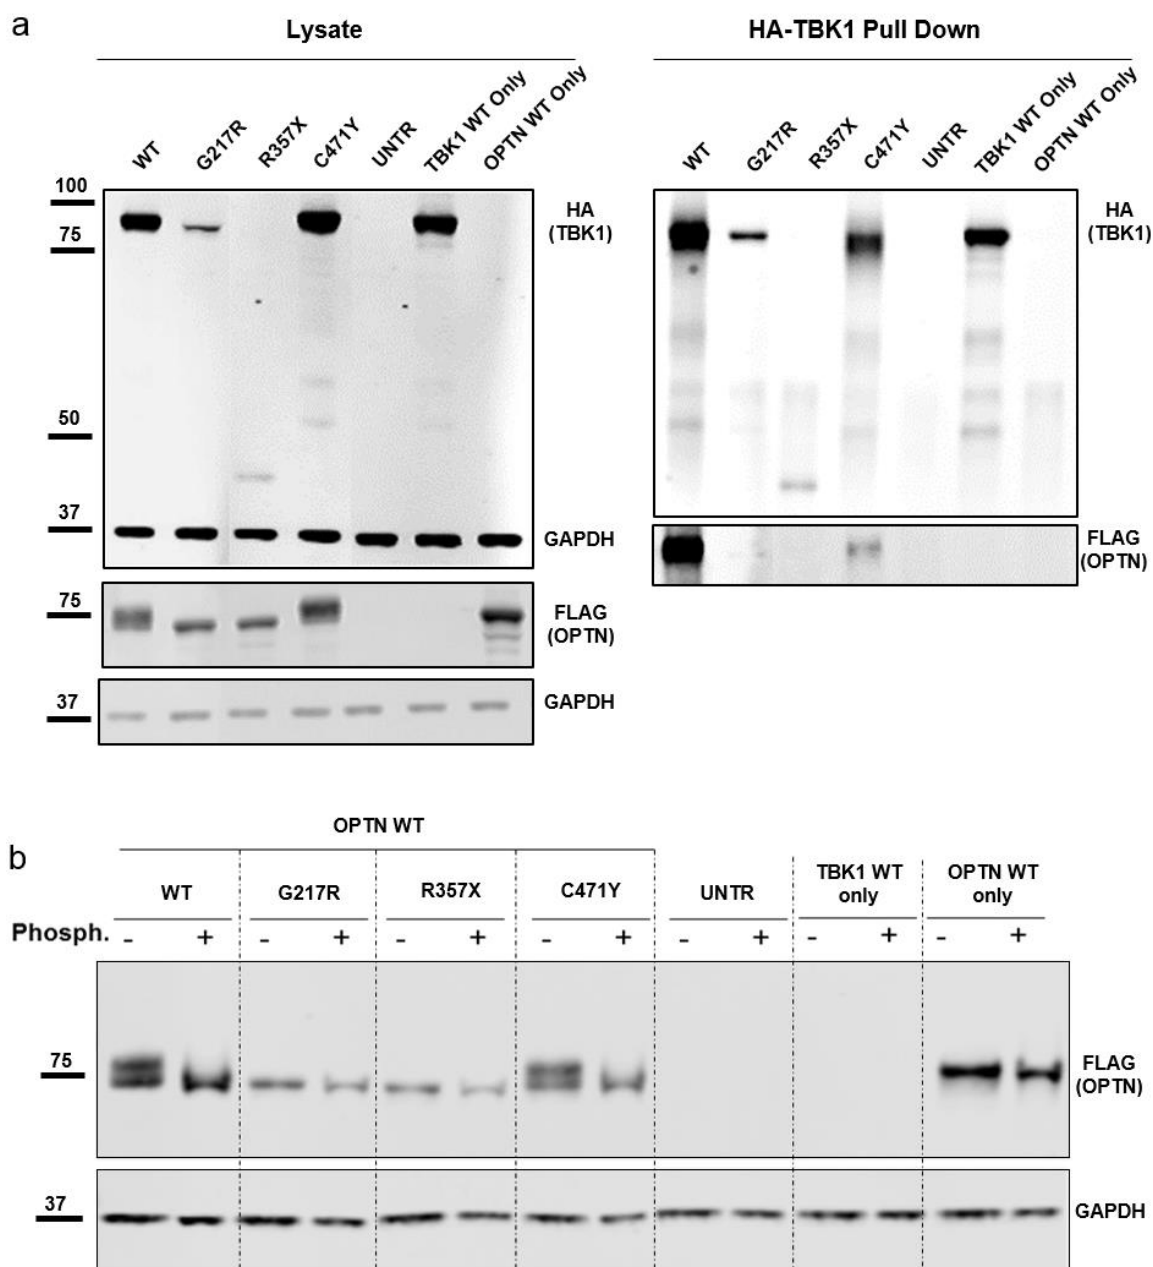 a
Lysate
HA-TBK1 Pull Down
WT
G217R
R357X
C471Y
UNTR
TBK1 WT Only
OPTN WT Only
WT
G217R
R357X
C471Y
UNTR
TBK1 WT Only
OPTN WT Only
100
75
50
37
HA
(TBK1)
GAPDH
75
FLAG
(OPTN)
37
GAPDH
HA
(TBK1)
FLAG
(OPTN)
b
OPTN WT
WT
G217R
R357X
C471Y
UNTR
TBK1 WT
only
OPTN WT
only
Phosph. - + - + - + - + - + - + - +
75
FLAG
(OPTN)
37
GAPDH